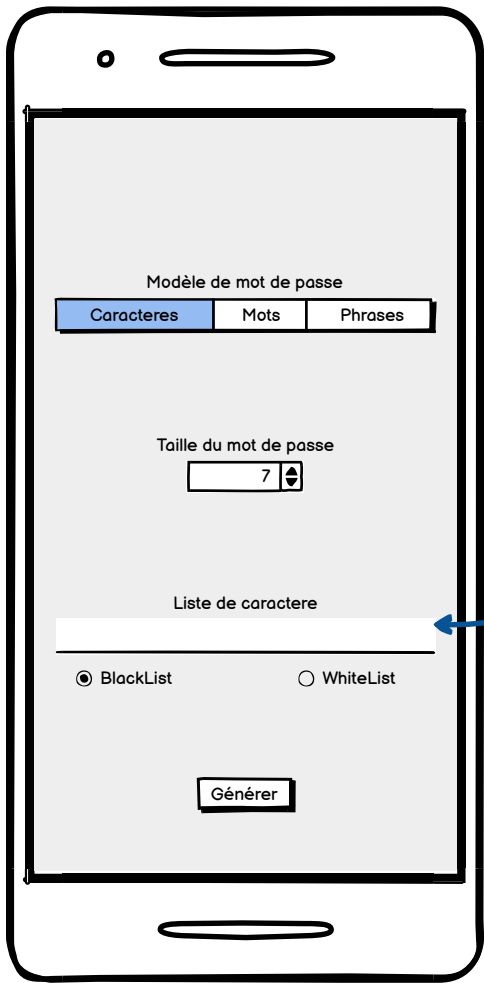 Modèle de mot de passe
Caracteres Mots Phrases
Taille du mot de passe
7
Liste de caractere
BlackList WhiteList
Générer